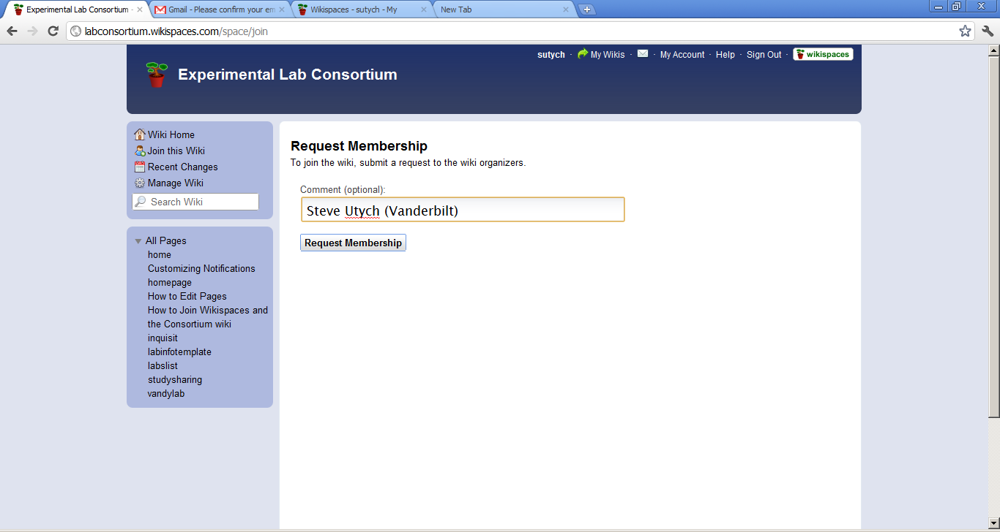 Experimental Lab Consortium -
Gmail - Please confirm your em
Wikispaces - sutych - My
New Tab
labconsortium.wikispaces.com/space/join
sutych · My Wikis · · My Account · Help · Sign Out · wikispaces
Experimental Lab Consortium
Wiki Home
Join this Wiki
Recent Changes
Manage Wiki
Search Wiki
All Pages
home
Customizing Notifications
homepage
How to Edit Pages
How to Join Wikispaces and
the Consortium wiki
inquisit
labinfotemplate
labslist
studysharing
vandylab
Request Membership
To join the wiki, submit a request to the wiki organizers.
Comment (optional):
Steve Utych (Vanderbilt)
Request Membership